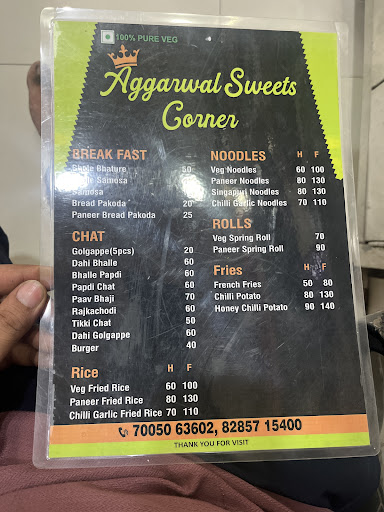 100% PURE VEG
Aggarwal Sweets
Corner
BREAK FAST
Bhature 50
Samosa
Samosa
Bread Pakoda 20
Paneer Bread Pakoda 25
CHAT
Golgappe(5pcs) 20
Dahi Bhalle 60
Bhalle Papdi 60
Papdi Chat 60
Paav Bhaji 70
Rajkachodi 60
Tikki Chat 50
Dahi Golgappe 60
Burger 40
Rice H F
Veg Fried Rice 60 100
Paneer Fried Rice 80 130
Chilli Garlic Fried Rice 70 110
NOODLES H F
Veg Noodles 60 100
Paneer Noodles 80 130
Singapuri Noodles 80 130
Chilli Garlic Noodles 70 110
ROLLS
Veg Spring Roll 70
Paneer Spring Roll 90
Fries H F
French Fries 50 80
Chilli Potato 80 130
Honey Chilli Potato 90 140
70050 63602, 82857 15400
THANK YOU FOR VISIT